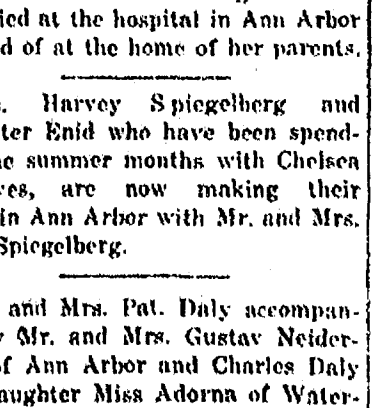 ied at the hospital in Ann Arbor
d of at the home of her parents.
s. Harvey Spiegelberg and
ter Enid who have been spend-
he summer months with Chelsea
ves, are now making their
in Ann Arbor with Mr. and Mrs.
Spiegelberg.
and Mrs. Pat. Daly accompan-
y Mr. and Mrs. Gustav Neider-
of Ann Arbor and Charles Daly
aughter Miss Adorna of Water-